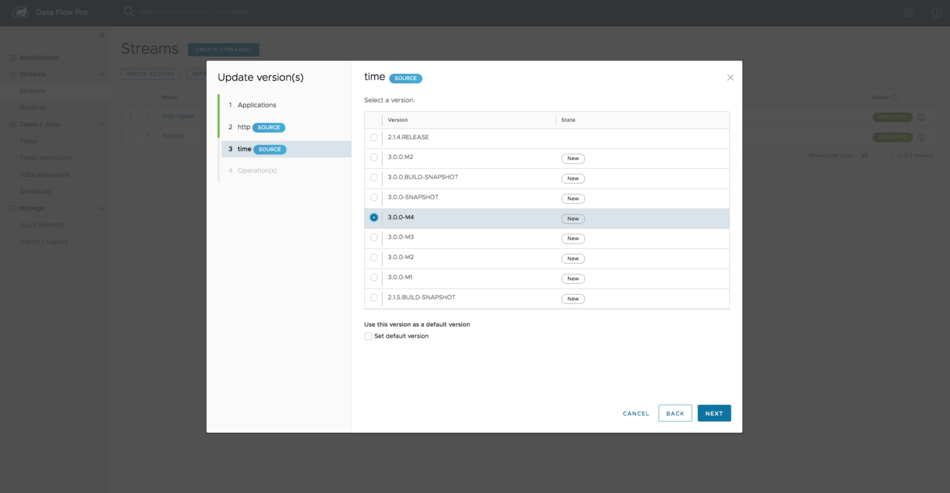 Data Flow Pro
Applications
Streams
Streams
Runtime
Tasks / Jobs
Tasks
Tasks executions
Jobs executions
Schedules
Manage
Audit Records
Import / Export
Streams
CREATE STREAM(S)
GROUP ACTIONS
Name
Update version(s)
1 Applications
2 http SOURCE
3 time SOURCE
4 Operation(s)
time SOURCE
Select a version.
Version State
2.1.4.RELEASE
3.0.0.M2 New
3.0.0.BUILD-SNAPSHOT New
3.0.0-SNAPSHOT New
3.0.0-M4 New
3.0.0-M3 New
3.0.0-M2 New
3.0.0-M1 New
2.1.5.BUILD-SNAPSHOT New
Use this version as a default version
Set default version
CANCEL BACK NEXT